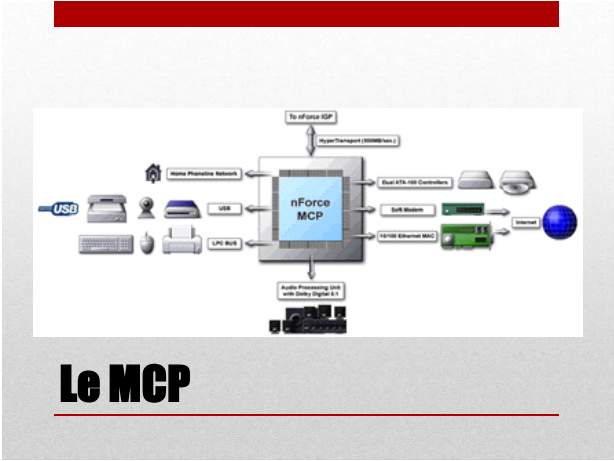 To nForce IGP
HyperTransport (800MB/sec.)
Home Phoneline Network
Dual ATA-100 Controllers
USB
USB
nForce
MCP
Soft Modem
Internet
LPC BUS
10/100 Ethernet MAC
Audio Processing Unit
with Dolby Digital 5.1
Le MCP